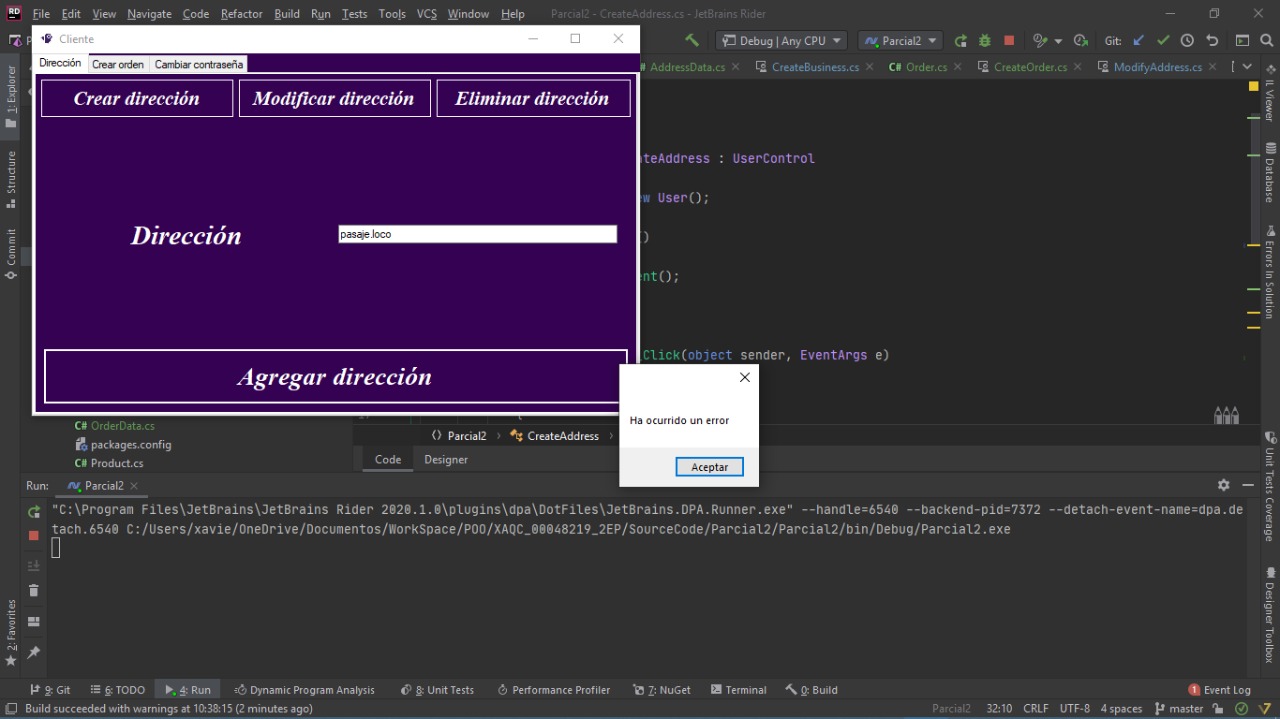 File Edit View Navigate Code Refactor Build Run Tests Tools VCS Window Help Parcial2 - CreateAddress.cs - JetBrains Rider
Cliente
Debug | Any CPU Parcial2 Git:
Dirección Crear orden Cambiar contraseña
AddressData.cs CreateBusiness.cs C# Order.cs CreateOrder.cs ModifyAddress.cs
Crear dirección Modificar dirección Eliminar dirección
ateAddress : UserControl
ew User();
Dirección pasaje.loco
()
ent();
_Click(object sender, EventArgs e)
Agregar dirección
Ha ocurrido un error
Aceptar
C# OrderData.cs
packages.config
C# Product.cs
Parcial2 CreateAddress
Code Designer
Run: Parcial2
"C:\Program Files\JetBrains\JetBrains Rider 2020.1.0\plugins\dpa\DotFiles\JetBrains.DPA.Runner.exe" --handle=6540 --backend-pid=7372 --detach-event-name=dpa.de
tach.6540 C:/Users/xavie/OneDrive/Documentos/WorkSpace/POO/XAQC_00048219_2EP/SourceCode/Parcial2/Parcial2/bin/Debug/Parcial2.exe
1: Explorer
Structure
Commit
2: Favorites
IL Viewer
Database
Errors In Solution
Unit Tests Coverage
Designer Toolbox
9: Git 6: TODO 4: Run Dynamic Program Analysis 8: Unit Tests Performance Profiler 7: NuGet Terminal 0: Build 1 Event Log
Build succeeded with warnings at 10:38:15 (2 minutes ago) Parcial2 32:10 CRLF UTF-8 4 spaces master